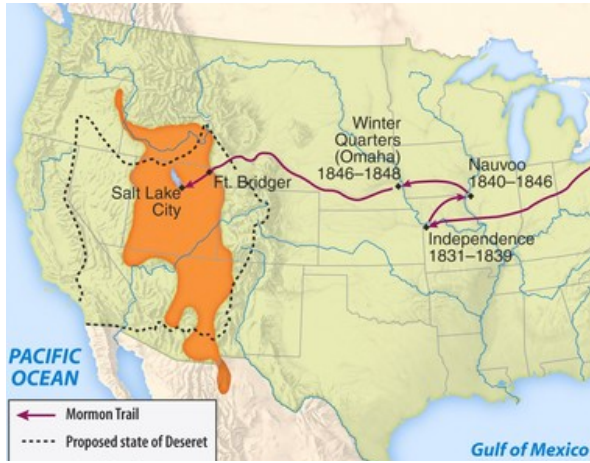 Winter
Quarters
(Omaha)
1846–1848
Nauvoo
1840–1846
Ft. Bridger
Salt Lake
City
Independence
1831–1839
PACIFIC
OCEAN
Mormon Trail
Proposed state of Deseret
Gulf of Mexico